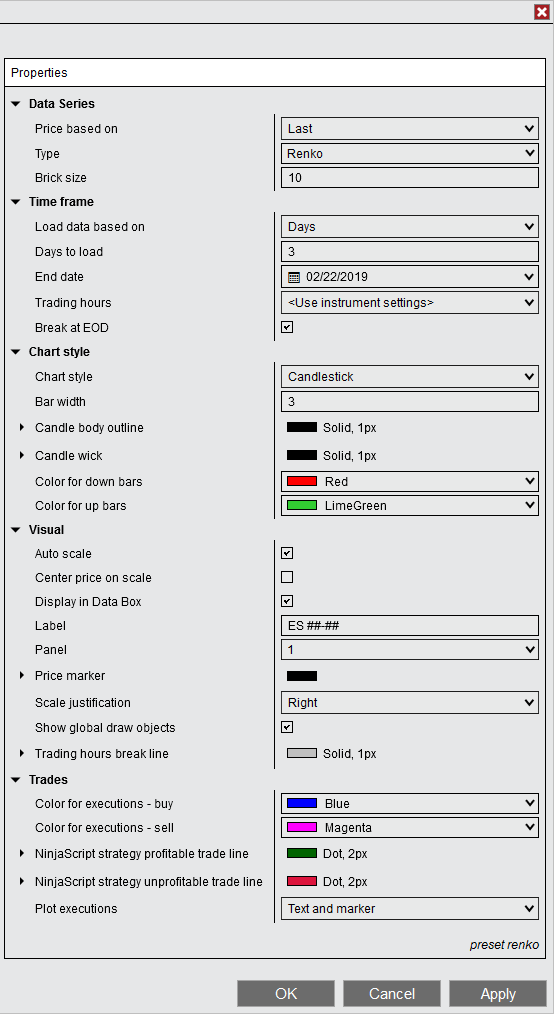 Properties
Data Series
Price based on Last
Type Renko
Brick size 10
Time frame
Load data based on Days
Days to load 3
End date 02/22/2019
Trading hours <Use instrument settings>
Break at EOD
Chart style
Chart style Candlestick
Bar width 3
Candle body outline Solid, 1px
Candle wick Solid, 1px
Color for down bars Red
Color for up bars LimeGreen
Visual
Auto scale
Center price on scale
Display in Data Box
Label ES ##-##
Panel 1
Price marker
Scale justification Right
Show global draw objects
Trading hours break line Solid, 1px
Trades
Color for executions - buy Blue
Color for executions - sell Magenta
NinjaScript strategy profitable trade line Dot, 2px
NinjaScript strategy unprofitable trade line Dot, 2px
Plot executions Text and marker
preset renko
OK Cancel Apply